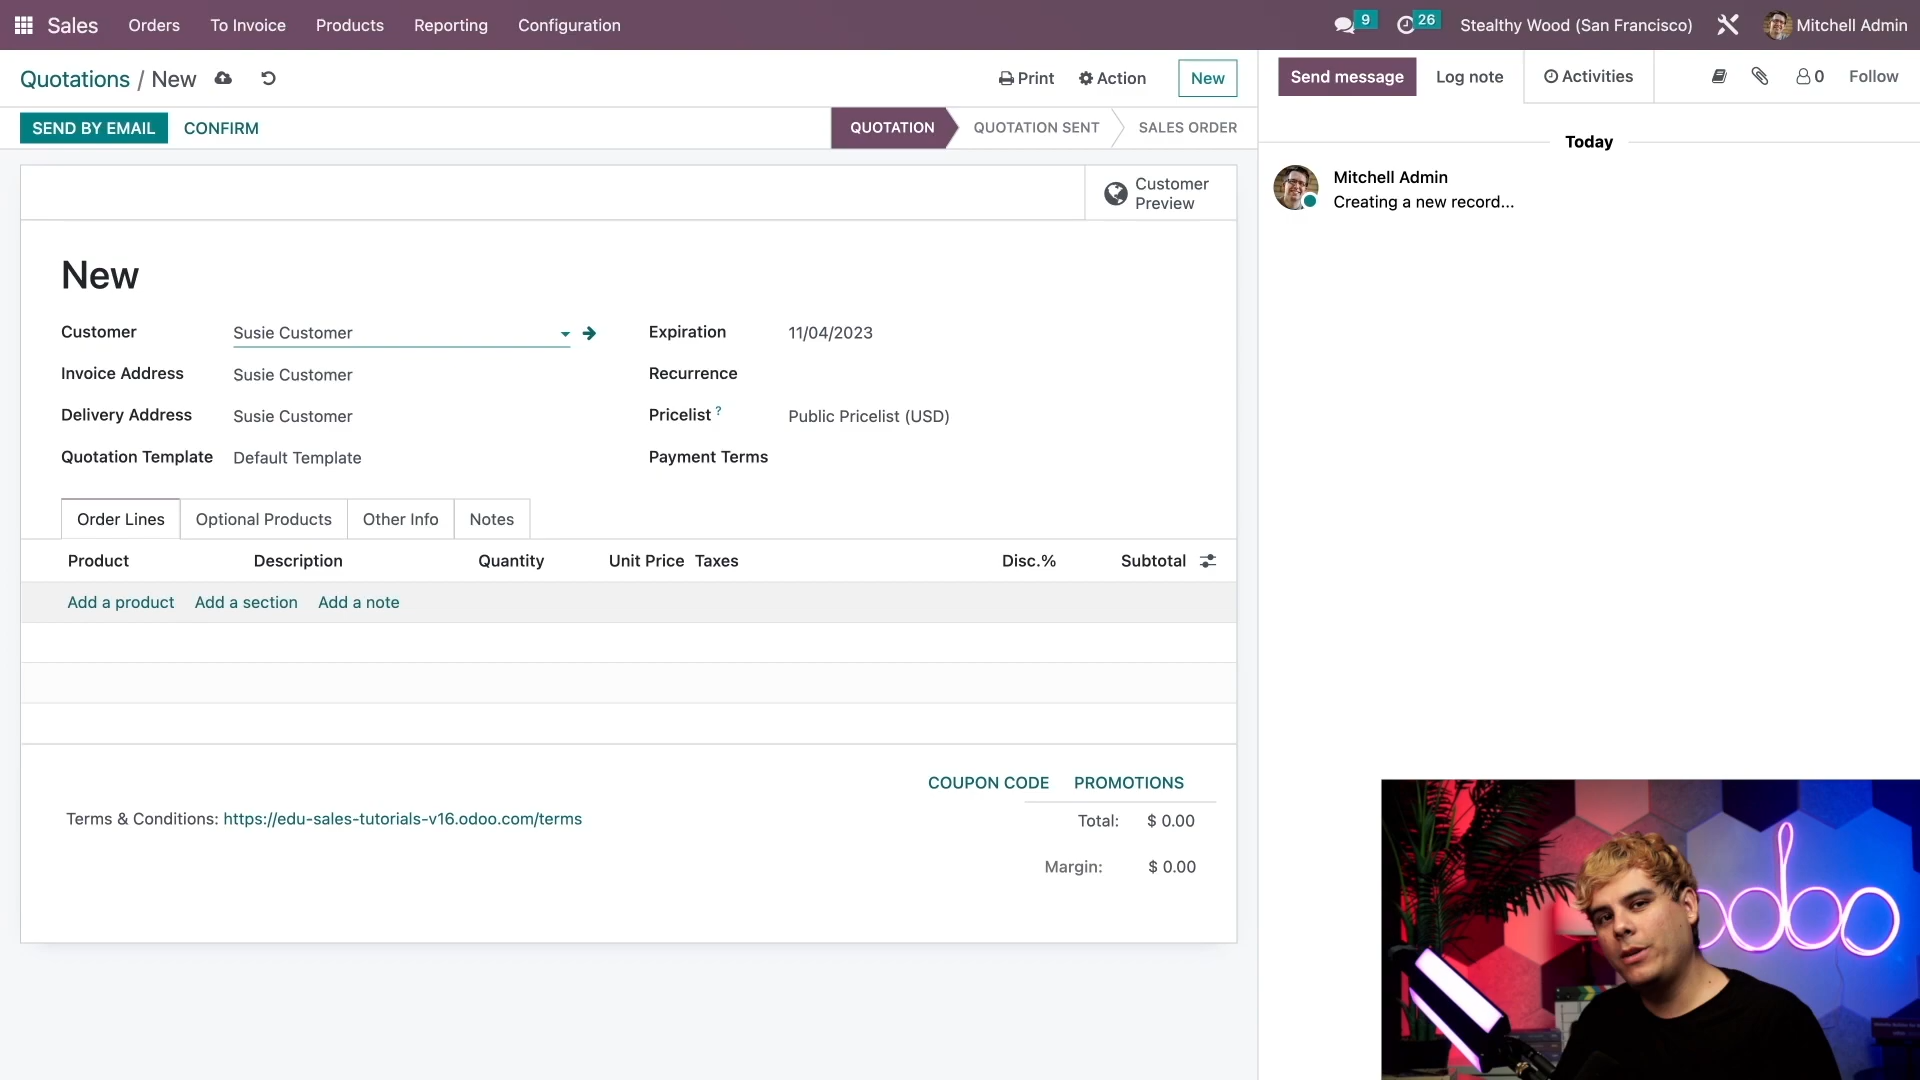 Sales Orders To Invoice Products Reporting Configuration 9 26 Stealthy Wood (San Francisco) Mitchell Admin
Quotations / New Print Action New
Send message Log note Activities 0 Follow
SEND BY EMAIL CONFIRM QUOTATION QUOTATION SENT SALES ORDER
Today
Customer
Preview
Mitchell Admin
Creating a new record...
New
Customer Susie Customer Expiration 11/04/2023
Invoice Address Susie Customer Recurrence
Delivery Address Susie Customer Pricelist ? Public Pricelist (USD)
Quotation Template Default Template Payment Terms
Order Lines Optional Products Other Info Notes
Product Description Quantity Unit Price Taxes Disc.% Subtotal
Add a product Add a section Add a note
COUPON CODE PROMOTIONS
Terms & Conditions: https://edu-sales-tutorials-v16.odoo.com/terms
Total: $ 0.00
Margin: $ 0.00
odoo